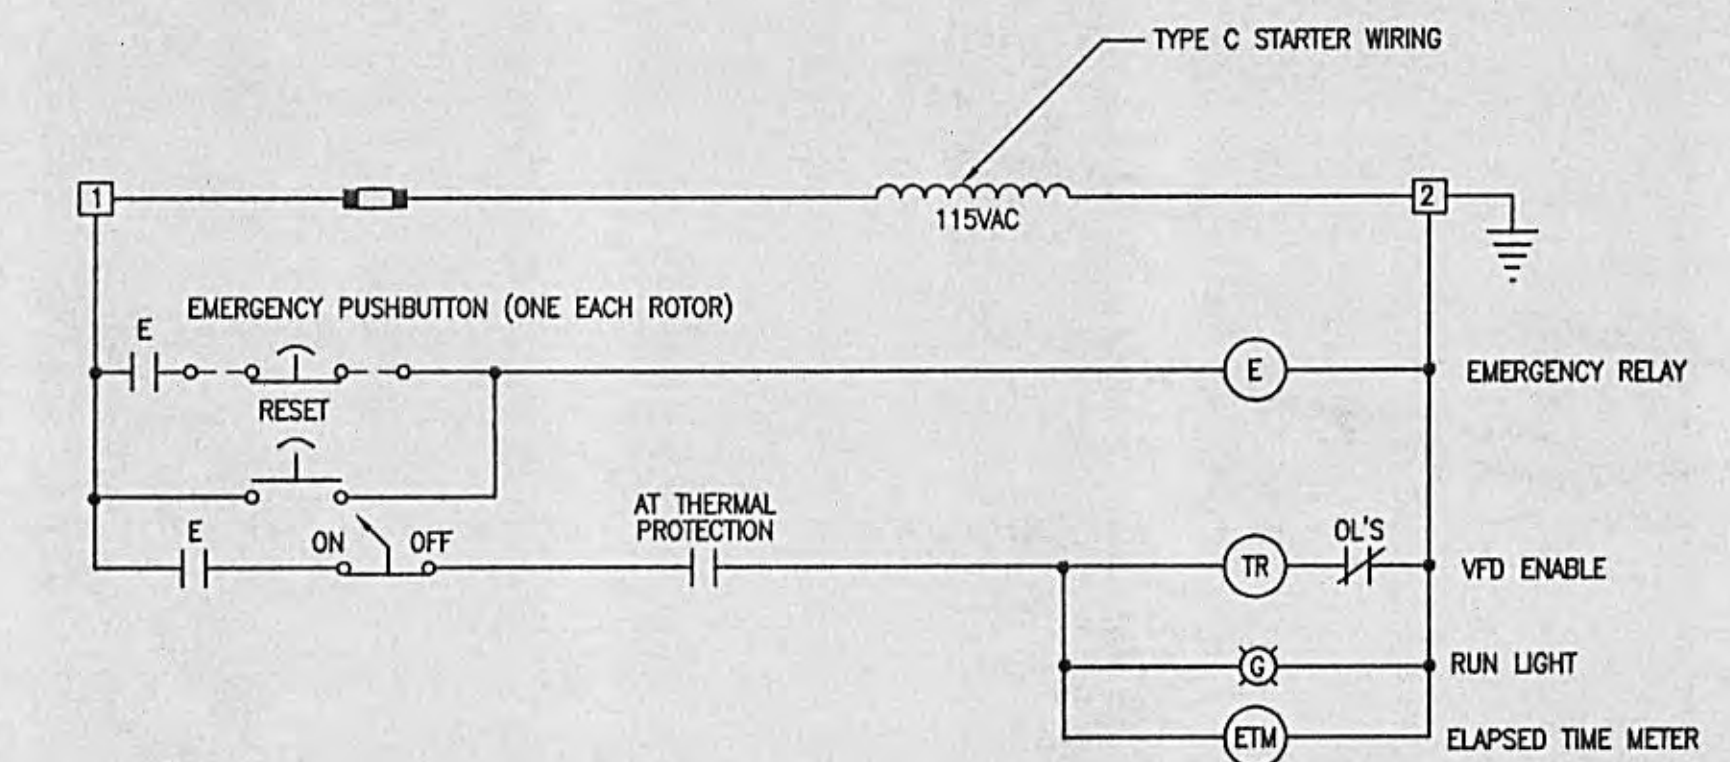 TYPE C STARTER WIRING
1
2
115VAC
EMERGENCY PUSHBUTTON (ONE EACH ROTOR)
E
E
EMERGENCY RELAY
RESET
AT THERMAL
PROTECTION
E
ON
OFF
TR
OL'S
VFD ENABLE
G
RUN LIGHT
ETM
ELAPSED TIME METER